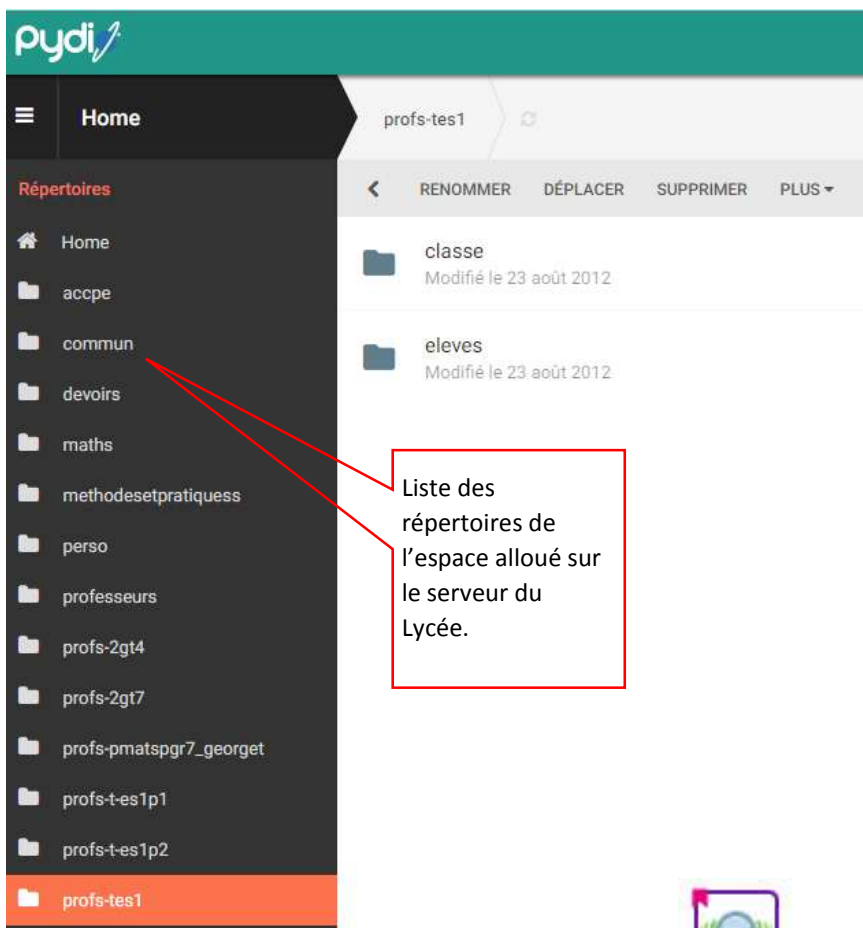 pydi
Home
profs-tes1
Répertoires
RENOMMER DÉPLACER SUPPRIMER PLUS
Home
accpe
commun
devoirs
maths
methodesetpratiquess
perso
professeurs
profs-2gt4
profs-2gt7
profs-pmatspgr7_georget
profs-t-es1p1
profs-t-es1p2
profs-tes1
classe
Modifié le 23 août 2012
eleves
Modifié le 23 août 2012
Liste des
répertoires de
l’espace alloué sur
le serveur du
Lycée.